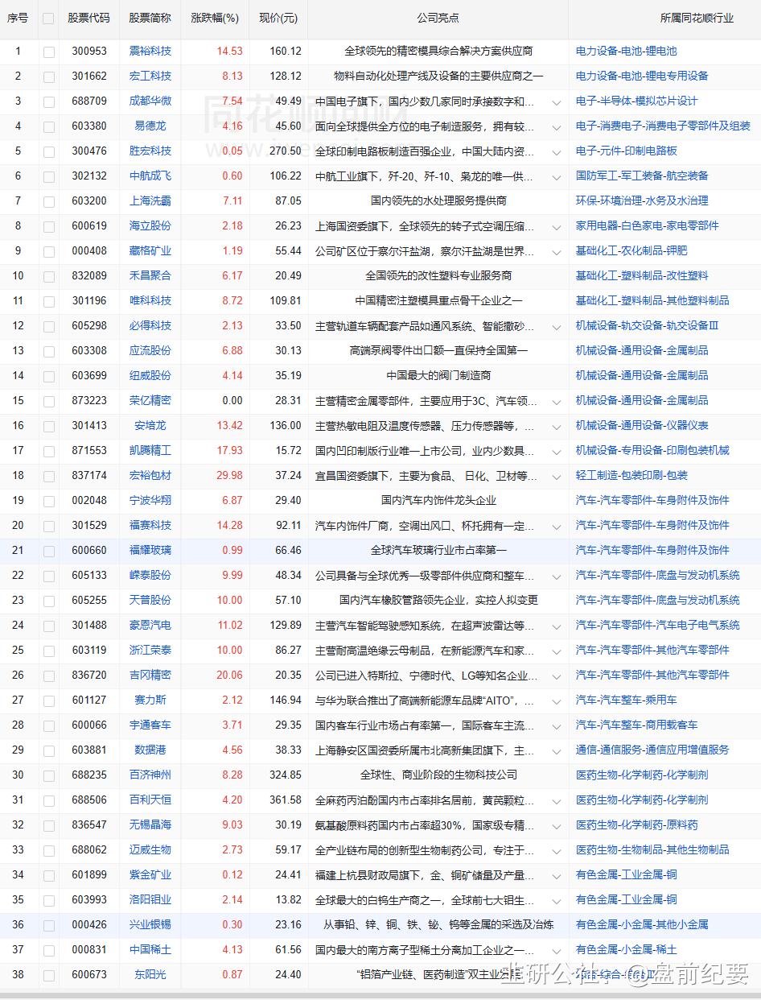 序号 股票代码 股票简称 涨跌幅(%) 现价(元) 公司亮点 所属同花顺行业
1 300953 震裕科技 14.53 160.12 全球领先的精密模具综合解决方案供应商 电力设备-电池-锂电池
2 301662 宏工科技 8.13 128.12 物料自动化处理产线及设备的主要供应商之一 电力设备-电池-锂电专用设备
3 688709 成都华微 7.54 49.49 中国电子旗下，国内少数几家同时承接数字和... 电子-半导体-模拟芯片设计
4 603380 易德龙 4.16 45.60 面向全球提供全方位的电子制造服务，拥有较... 电子-消费电子-消费电子零部件及组装
5 300476 胜宏科技 0.05 270.50 全球印制电路板制造百强企业，中国大陆内资... 电子-元件-印制电路板
6 302132 中航成飞 0.60 106.22 中航工业旗下，歼-20、歼-10、枭龙的唯一供... 国防军工-军工装备-航空装备
7 603200 上海洗霸 7.11 87.05 国内领先的水处理服务提供商 环保-环境治理-水务及水治理
8 600619 海立股份 2.18 26.23 上海国资委旗下，全球领先的转子式空调压缩... 家用电器-白色家电-家电零部件
9 000408 藏格矿业 1.19 55.44 公司矿区位于察尔汗盐湖，察尔汗盐湖是世界... 基础化工-农化制品-钾肥
10 832089 禾昌聚合 6.17 20.49 全国领先的改性塑料专业服务商 基础化工-塑料制品-改性塑料
11 301196 唯科科技 8.72 109.81 中国精密注塑模具重点骨干企业之一 基础化工-塑料制品-其他塑料制品
12 605298 必得科技 2.13 33.50 主营轨道车辆配套产品如通风系统、智能撒砂... 机械设备-轨交设备-轨交设备Ⅲ
13 603308 应流股份 6.88 30.13 高端泵阀零件出口额一直保持全国第一 机械设备-通用设备-金属制品
14 603699 纽威股份 4.14 35.19 中国最大的阀门制造商 机械设备-通用设备-金属制品
15 873223 荣亿精密 0.00 28.31 主营精密金属零部件，主要应用于3C、汽车领... 机械设备-通用设备-金属制品
16 301413 安培龙 13.42 136.00 主营热敏电阻及温度传感器、压力传感器等，... 机械设备-通用设备-仪器仪表
17 871553 凯腾精工 17.93 15.72 国内凹印制版行业唯一上市公司，业内少数具... 机械设备-专用设备-印刷包装机械
18 837174 宏裕包材 29.98 37.24 宜昌国资委旗下，主要为食品、 日化、卫材等... 轻工制造-包装印刷-包装
19 002048 宁波华翔 6.87 29.40 国内汽车内饰件龙头企业 汽车-汽车零部件-车身附件及饰件
20 301529 福赛科技 14.28 92.11 汽车内饰件厂商，空调出风口、杯托拥有一定... 汽车-汽车零部件-车身附件及饰件
21 600660 福耀玻璃 0.99 66.46 全球汽车玻璃行业市占率第一 汽车-汽车零部件-车身附件及饰件
22 605133 嵘泰股份 9.99 48.34 公司具备与全球优秀一级零部件供应商和整车... 汽车-汽车零部件-底盘与发动机系统
23 605255 天普股份 10.00 57.10 国内汽车橡胶管路领先企业，实控人拟变更 汽车-汽车零部件-底盘与发动机系统
24 301488 豪恩汽电 11.02 129.89 主营汽车智能驾驶感知系统，在超声波雷达等... 汽车-汽车零部件-汽车电子电气系统
25 603119 浙江荣泰 10.00 86.27 主营耐高温绝缘云母制品，在新能源汽车和家... 汽车-汽车零部件-其他汽车零部件
26 836720 吉冈精密 20.06 20.35 公司已进入特斯拉、宁德时代、LG等知名企业... 汽车-汽车零部件-其他汽车零部件
27 601127 赛力斯 2.12 146.94 与华为联合推出了高端新能源车品牌“AITO”，... 汽车-汽车整车-乘用车
28 600066 宇通客车 3.71 29.35 国内客车行业市场占有率第一，国际客车主流... 汽车-汽车整车-商用载客车
29 603881 数据港 4.56 38.33 上海静安区国资委所属市北高新集团旗下，主... 通信-通信服务-通信应用增值服务
30 688235 百济神州 8.28 324.85 全球性、商业阶段的生物科技公司 医药生物-化学制药-化学制剂
31 688506 百利天恒 4.20 361.58 全麻药丙泊酚国内市占率排名居前，黄芪颗粒... 医药生物-化学制药-化学制剂
32 836547 无锡晶海 9.03 30.19 氨基酸原料药国内市占率超30%，国家级专精... 医药生物-化学制药-原料药
33 688062 迈威生物 2.73 59.17 全产业链布局的创新型生物制药公司，专注于... 医药生物-生物制品-其他生物制品
34 601899 紫金矿业 0.12 24.41 福建上杭县财政局旗下，金、铜矿储量及产量... 有色金属-工业金属-铜
35 603993 洛阳钼业 2.14 13.82 全球最大的白钨生产商之一，全球前七大钼生... 有色金属-工业金属-铜
36 000426 兴业银锡 0.30 23.16 从事铅、锌、铜、铁、铋、钨等金属的采选及冶炼 有色金属-小金属-其他小金属
37 000831 中国稀土 4.13 61.56 国内最大的南方离子型稀土分离加工企业之一... 有色金属-小金属-稀土
38 600673 东阳光 0.87 24.40 “铝箔产业链、医药制造”双主业发展 综合-综合-综合Ⅲ
韭研公社：@盘前纪要